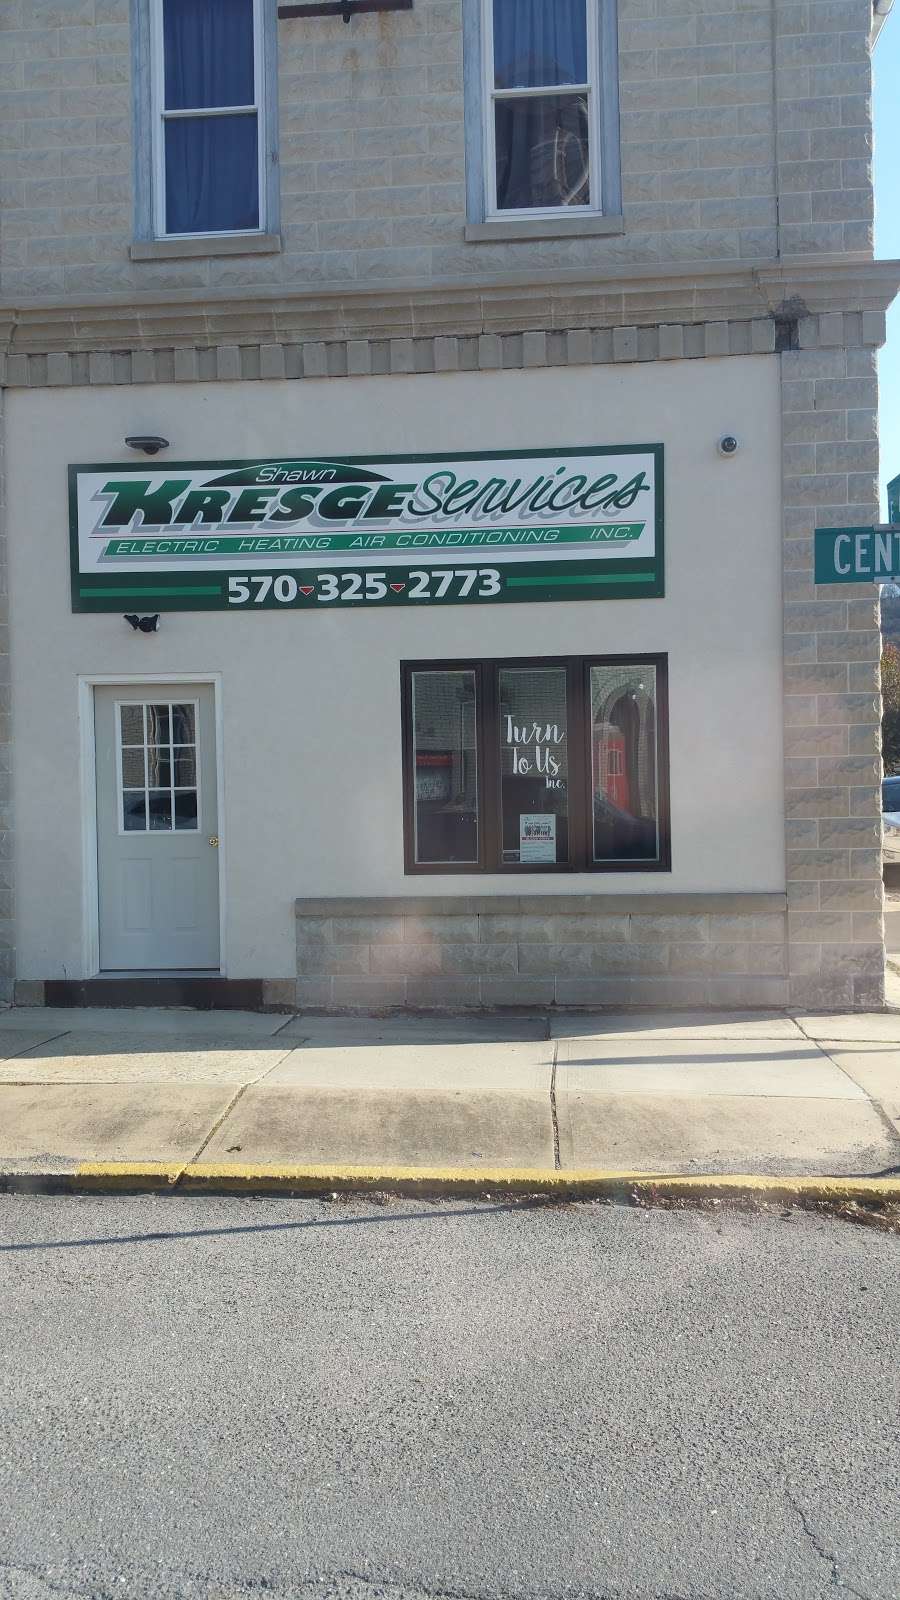 Shawn
KRESGE Services
ELECTRIC HEATING AIR CONDITIONING INC.
570 325 2773
CENT
Turn
To Us
Inc.